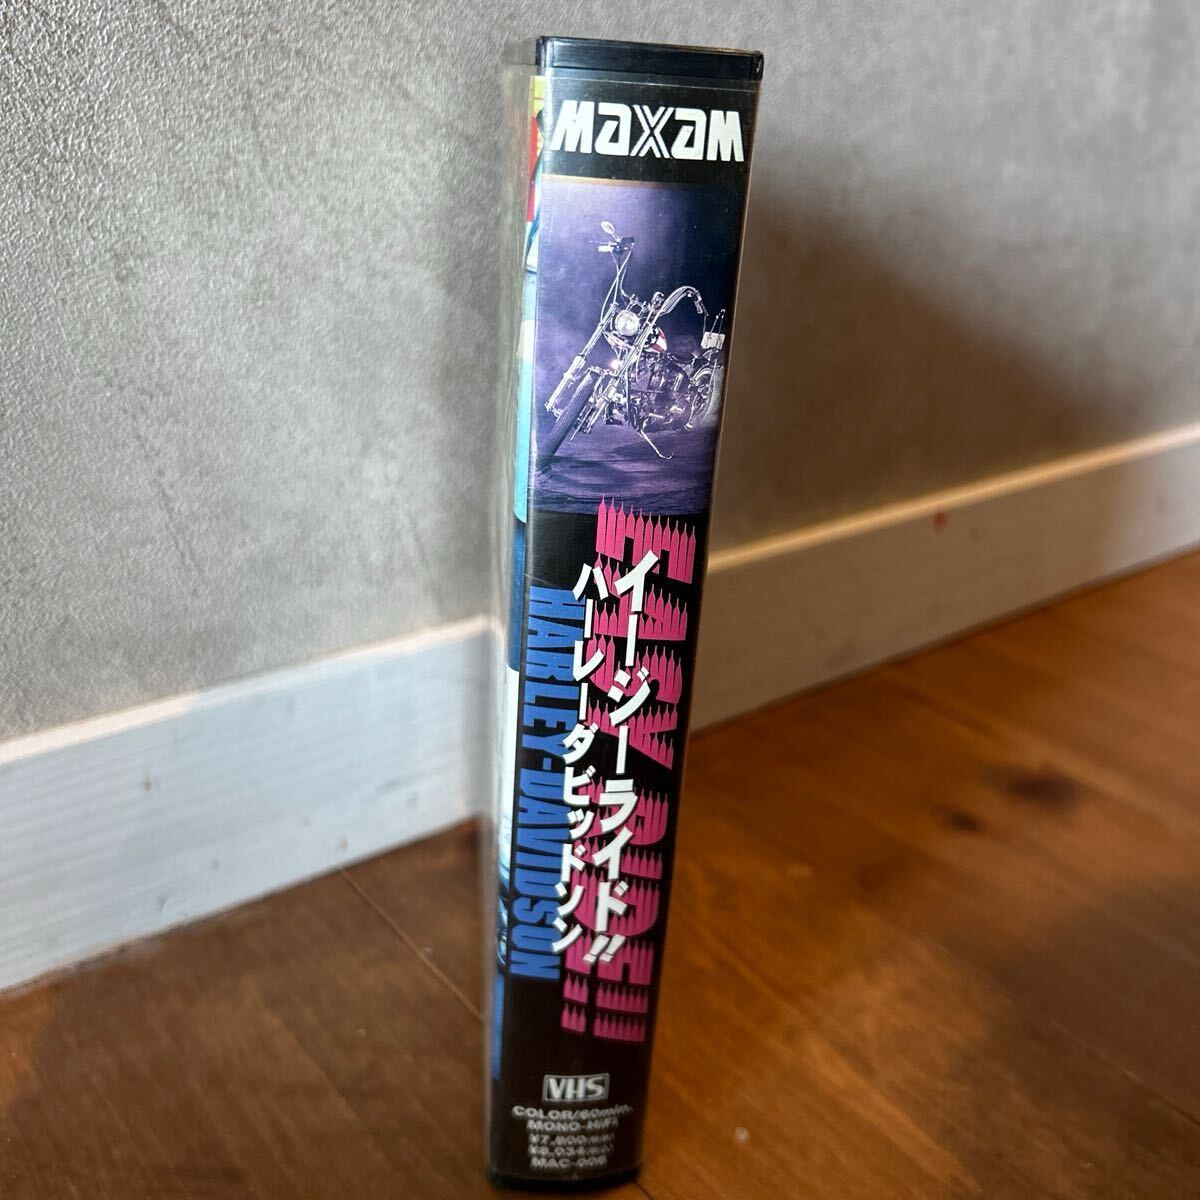 MAXAM
EASY RIDE!!
イージーライド!!
ハーレーダビッドソン
HARLEY-DAVIDSON
VHS
COLOR/60min.
MONO-HiFi